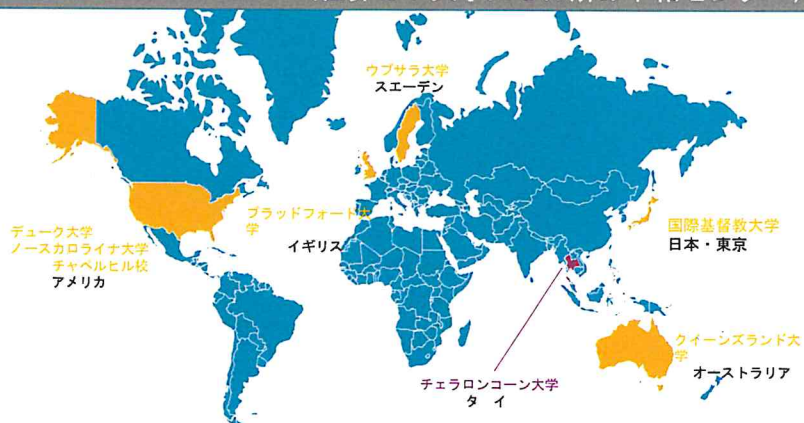 ウプサラ大学
スエーデン
ブラッドフォート大
学
イギリス
デューク大学
ノースカロライナ大学
チャペルヒル校
アメリカ
国際基督教大学
日本・東京
クイーンズランド大
学
オーストラリア
チェラロンコーン大学
タ イ